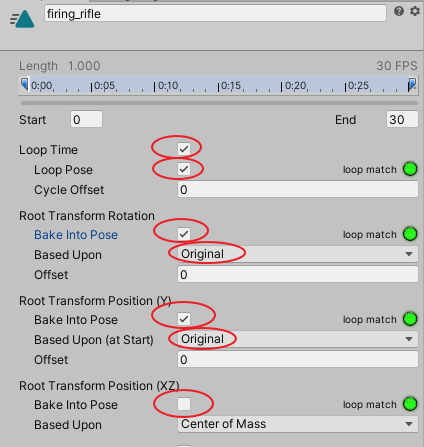 firing_rifle
Length 1.000 30 FPS
0:00 0:05 0:10 0:15 0:20 0:25 0:30
Start 0 End 30
Loop Time
Loop Pose loop match
Cycle Offset 0
Root Transform Rotation
Bake Into Pose loop match
Based Upon Original
Offset 0
Root Transform Position (Y)
Bake Into Pose loop match
Based Upon (at Start) Original
Offset 0
Root Transform Position (XZ)
Bake Into Pose loop match
Based Upon Center of Mass